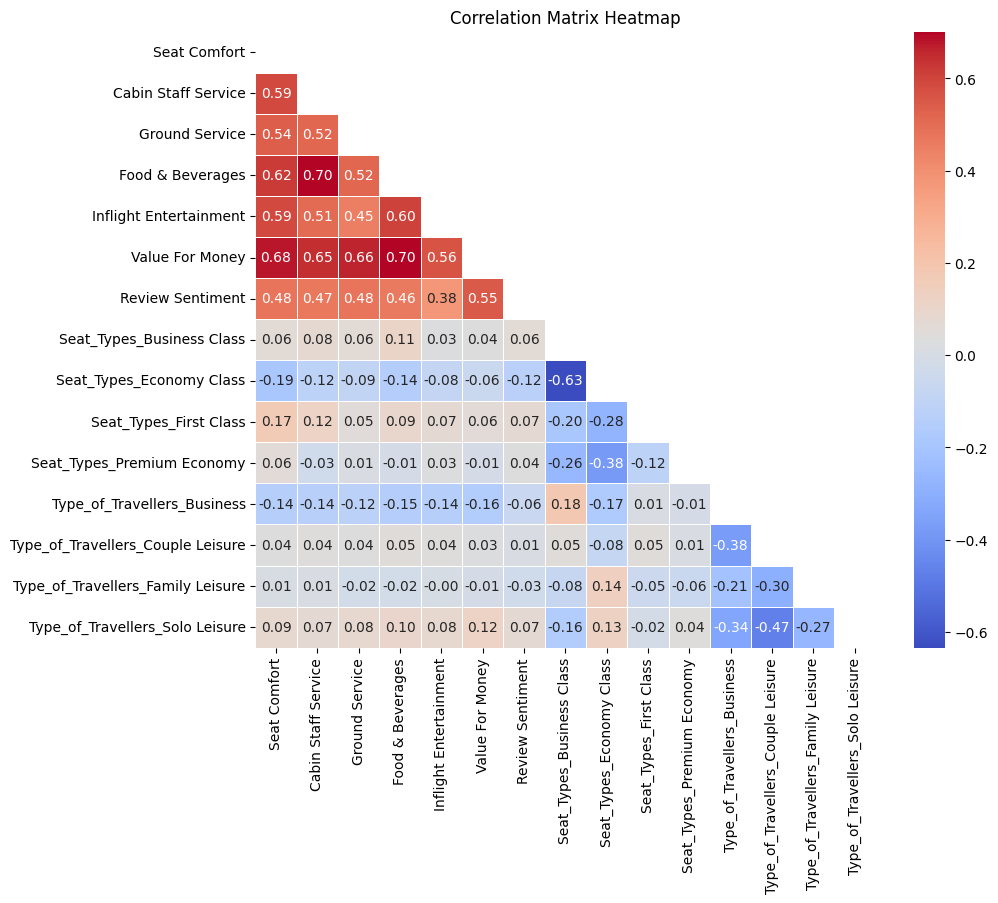 Correlation Matrix Heatmap
Seat Comfort
Cabin Staff Service 0.59
Ground Service 0.54 0.52
Food & Beverages 0.62 0.70 0.52
Inflight Entertainment 0.59 0.51 0.45 0.60
Value For Money 0.68 0.65 0.66 0.70 0.56
Review Sentiment 0.48 0.47 0.48 0.46 0.38 0.55
Seat_Types_Business Class 0.06 0.08 0.06 0.11 0.03 0.04 0.06
Seat_Types_Economy Class -0.19 -0.12 -0.09 -0.14 -0.08 -0.06 -0.12 -0.63
Seat_Types_First Class 0.17 0.12 0.05 0.09 0.07 0.06 0.07 -0.20 -0.28
Seat_Types_Premium Economy 0.06 -0.03 0.01 -0.01 0.03 -0.01 0.04 -0.26 -0.38 -0.12
Type_of_Travellers_Business -0.14 -0.14 -0.12 -0.15 -0.14 -0.16 -0.06 0.18 -0.17 0.01 -0.01
Type_of_Travellers_Couple Leisure 0.04 0.04 0.04 0.05 0.04 0.03 0.01 0.05 -0.08 0.05 0.01 -0.38
Type_of_Travellers_Family Leisure 0.01 0.01 -0.02 -0.02 -0.00 -0.01 -0.03 -0.08 0.14 -0.05 -0.06 -0.21 -0.30
Type_of_Travellers_Solo Leisure 0.09 0.07 0.08 0.10 0.08 0.12 0.07 -0.16 0.13 -0.02 0.04 -0.34 -0.47 -0.27
Seat Comfort
Cabin Staff Service
Ground Service
Food & Beverages
Inflight Entertainment
Value For Money
Review Sentiment
Seat_Types_Business Class
Seat_Types_Economy Class
Seat_Types_First Class
Seat_Types_Premium Economy
Type_of_Travellers_Business
Type_of_Travellers_Couple Leisure
Type_of_Travellers_Family Leisure
Type_of_Travellers_Solo Leisure
0.6
0.4
0.2
0.0
−0.2
−0.4
−0.6